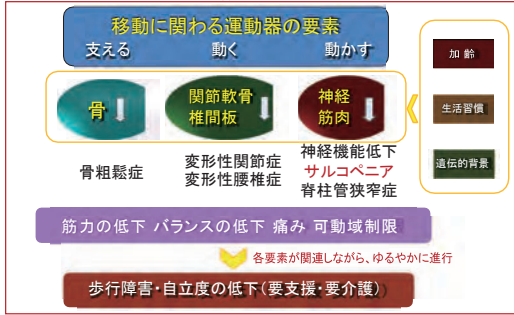 移動に関わる運動器の要素
支える 動く 動かす
骨
関節軟骨
椎間板
神経
筋肉
加齢
生活習慣
遺伝的背景
骨粗鬆症
変形性関節症
変形性腰椎症
神経機能低下
サルコペニア
脊柱管狭窄症
筋力の低下 バランスの低下 痛み 可動域制限
各要素が関連しながら、ゆるやかに進行
歩行障害・自立度の低下(要支援・要介護)